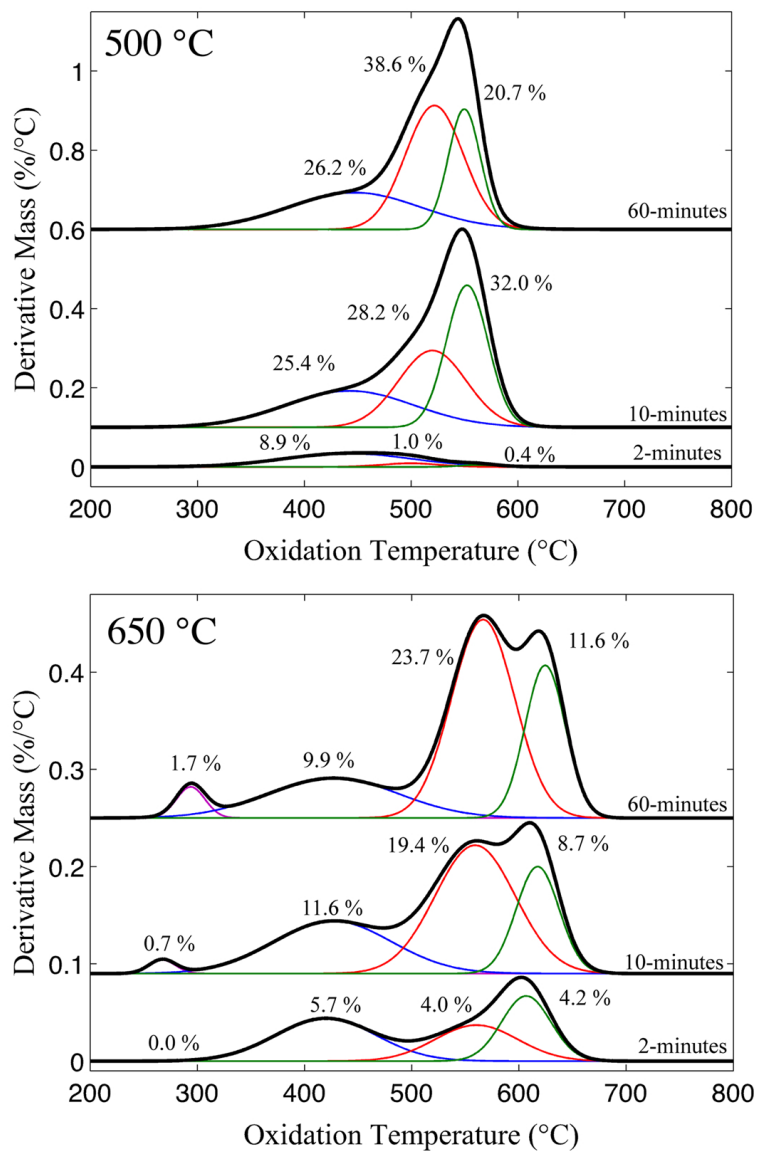 500 °C
1
38.6 %
20.7 %
0.8
26.2 %
60-minutes
0.6
32.0 %
0.4
28.2 %
25.4 %
0.2
10-minutes
8.9 %
1.0 %
0.4 %
2-minutes
0
Derivative Mass (%/°C)
200 300 400 500 600 700 800
Oxidation Temperature (°C)
650 °C
11.6 %
23.7 %
0.4
1.7 %
9.9 %
0.3
60-minutes
19.4 %
8.7 %
0.2
11.6 %
0.7 %
0.1
10-minutes
5.7 %
4.0 %
4.2 %
0.0 %
2-minutes
0
Derivative Mass (%/°C)
200 300 400 500 600 700 800
Oxidation Temperature (°C)